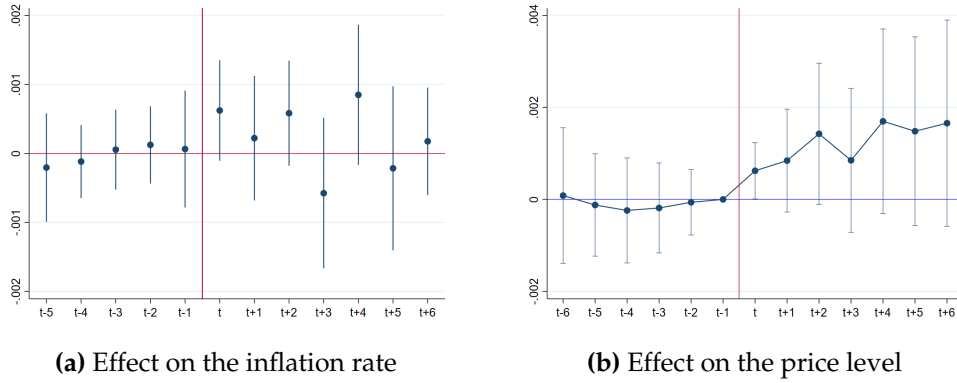 .002
.001
0
-.001
-.002
t-5 t-4 t-3 t-2 t-1 t t+1 t+2 t+3 t+4 t+5 t+6
(a) Effect on the inflation rate
.004
.002
0
-.002
t-6 t-5 t-4 t-3 t-2 t-1 t t+1 t+2 t+3 t+4 t+5 t+6
(b) Effect on the price level